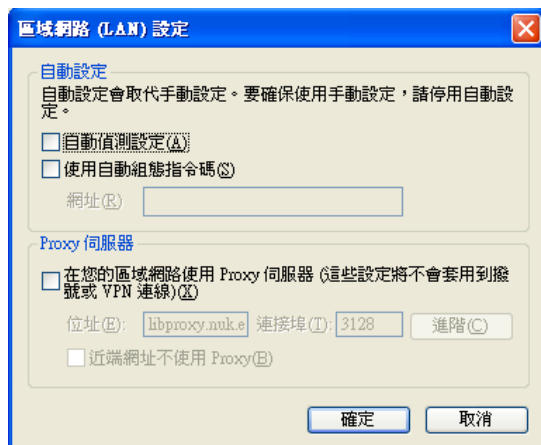 區域網路 (LAN) 設定
自動設定
自動設定會取代手動設定。要確保使用手動設定，請停用自動設
定。
自動偵測設定(A)
使用自動組態指令碼(S)
網址(R)
Proxy 伺服器
在您的區域網路使用 Proxy 伺服器 (這些設定將不會套用到撥
號或 VPN 連線)(X)
位址(E): libproxy.nuk.e 連接埠(T): 3128 進階(C)
近端網址不使用 Proxy(B)
確定 取消